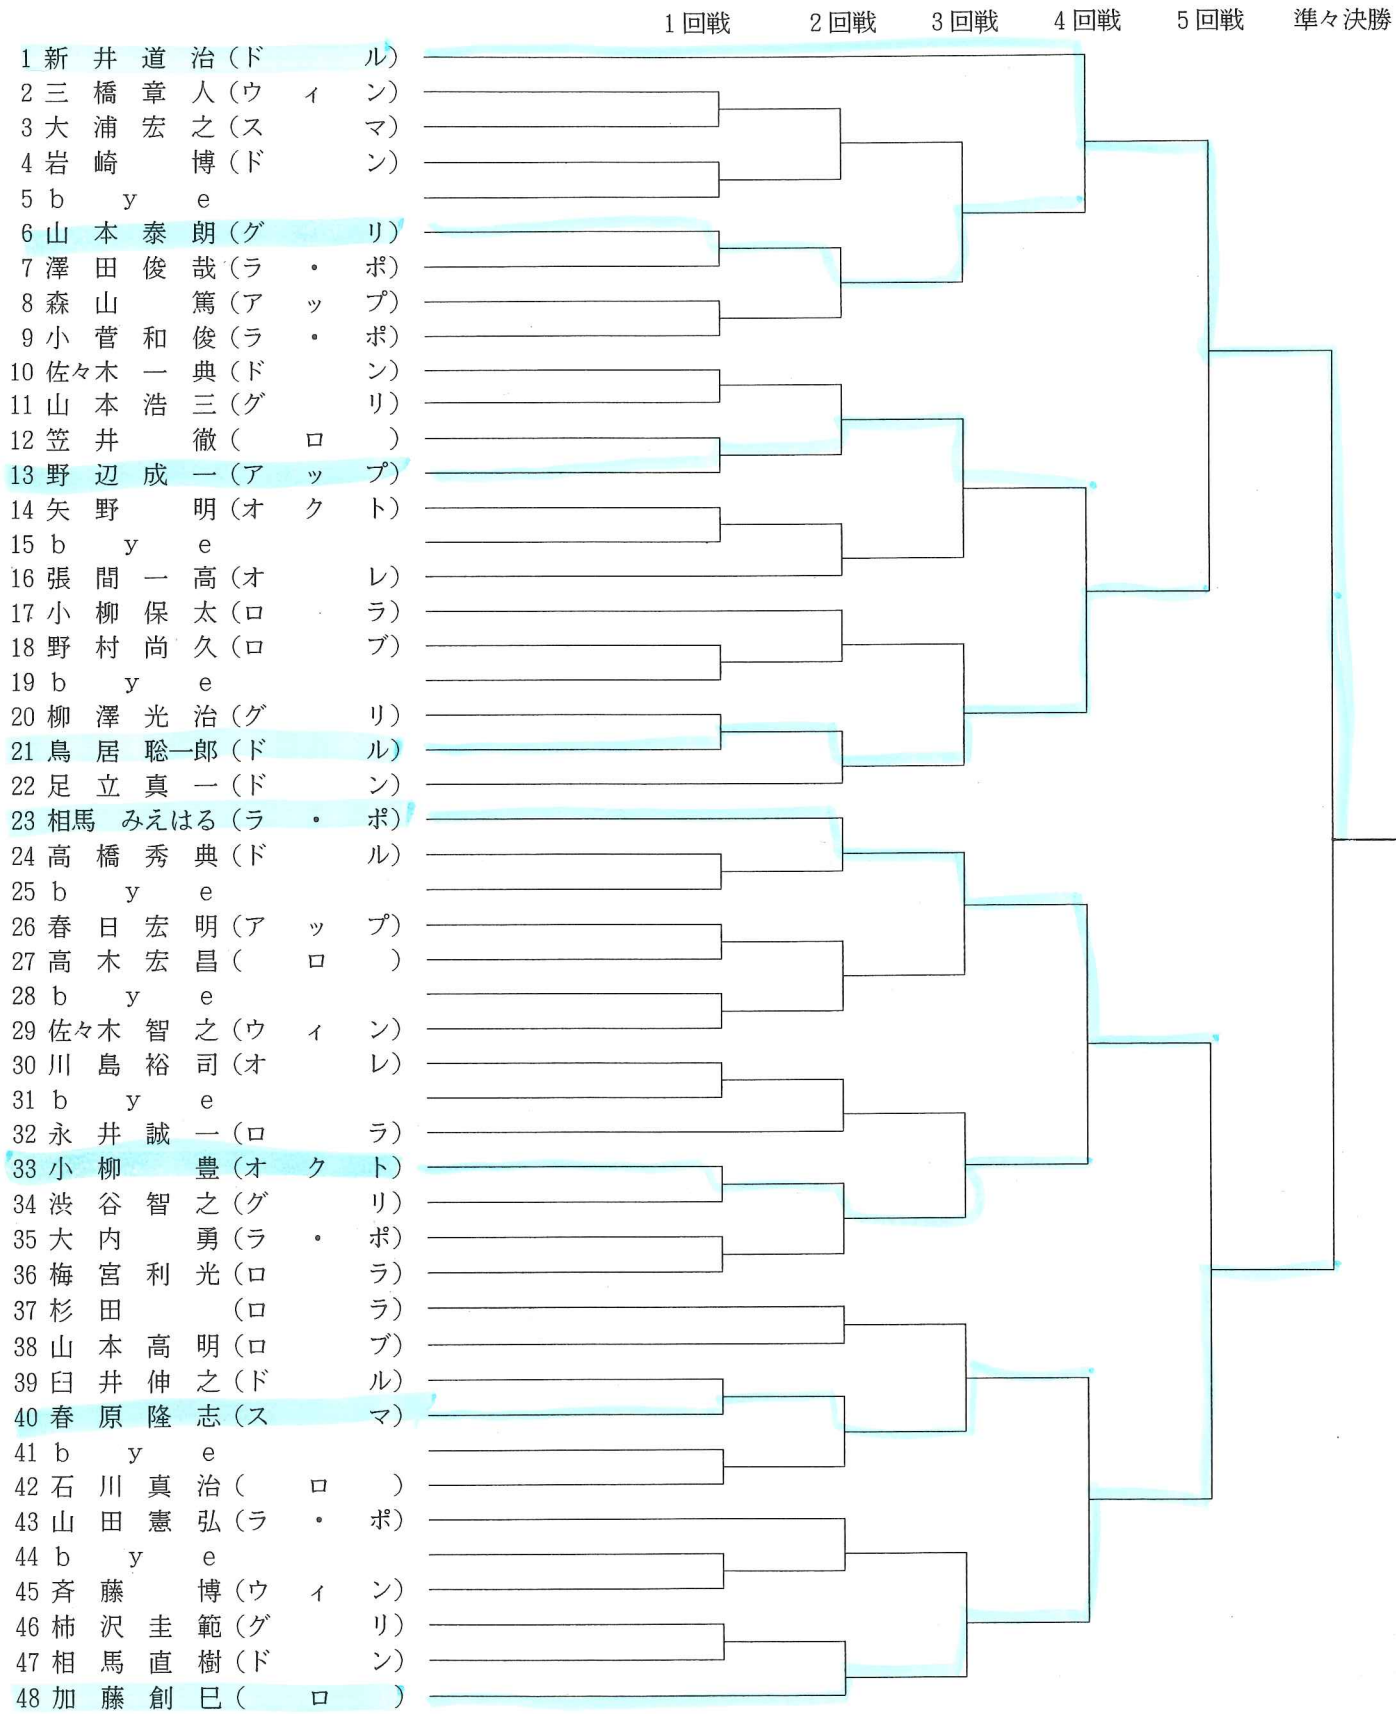 1回戦 2回戦 3回戦 4回戦 5回戦 準々決勝
1 新井道治(ドル)
2 三橋章人(ウィン)
3 大浦宏之(スマ)
4 岩崎博(ドン)
5 bye
6 山本泰朗(グリ)
7 澤田俊哉(ラ・ポ)
8 森山篤(アップ)
9 小菅和俊(ラ・ポ)
10 佐々木一典(ドン)
11 山本浩三(グリ)
12 笠井徹(ロ)
13 野辺成一(アップ)
14 矢野明(オクト)
15 bye
16 張間一高(オレ)
17 小柳保太(ロラ)
18 野村尚久(ロブ)
19 bye
20 柳澤光治(グリ)
21 鳥居聡一郎(ドル)
22 足立真一(ドン)
23 相馬みえはる(ラ・ポ)
24 高橋秀典(ドル)
25 bye
26 春日宏明(アップ)
27 高木宏昌(ロ)
28 bye
29 佐々木智之(ウィン)
30 川島裕司(オレ)
31 bye
32 永井誠一(ロラ)
33 小柳豊(オクト)
34 渋谷智之(グリ)
35 大内勇(ラ・ポ)
36 梅宮利光(ロラ)
37 杉田(ロラ)
38 山本高明(ロブ)
39 臼井伸之(ドル)
40 春原隆志(スマ)
41 bye
42 石川真治(ロ)
43 山田憲弘(ラ・ポ)
44 bye
45 斉藤博(ウィン)
46 柿沢圭範(グリ)
47 相馬直樹(ドン)
48 加藤創巳(ロ)